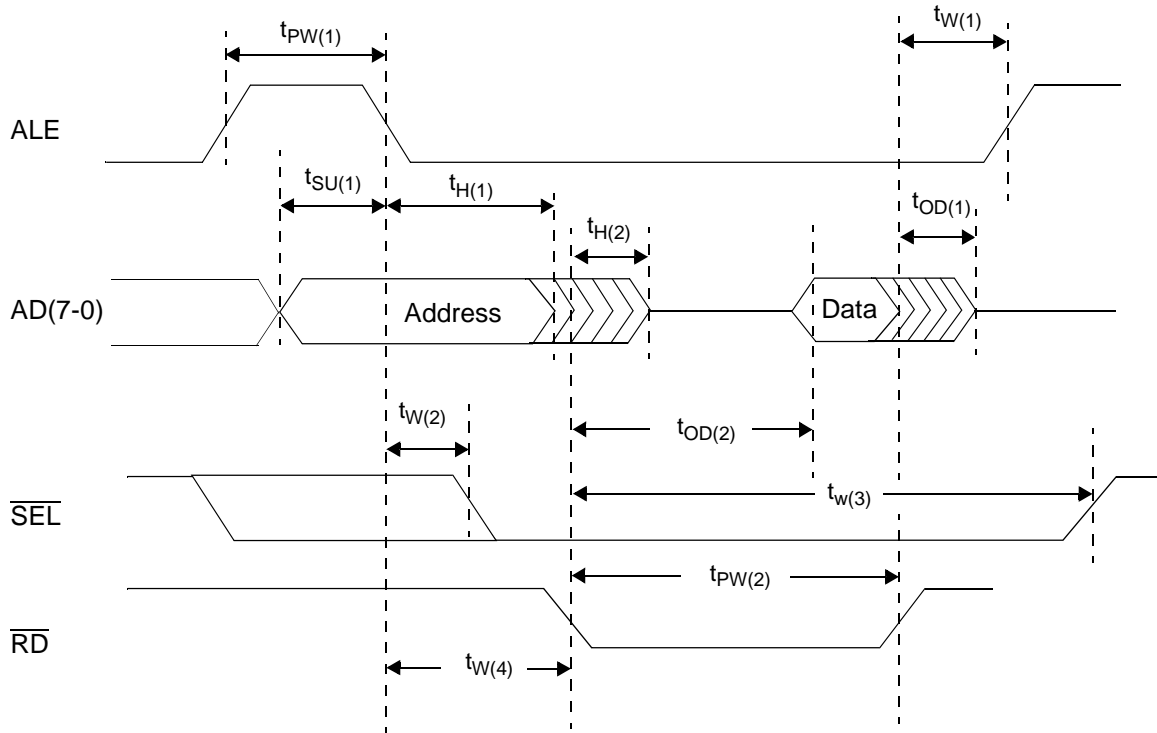 tW(1)
tPW(1)
ALE
tSU(1)
tH(1)
tOD(1)
tH(2)
AD(7-0)
Address
Data
tW(2)
tOD(2)
tw(3)
SEL
tPW(2)
RD
tW(4)